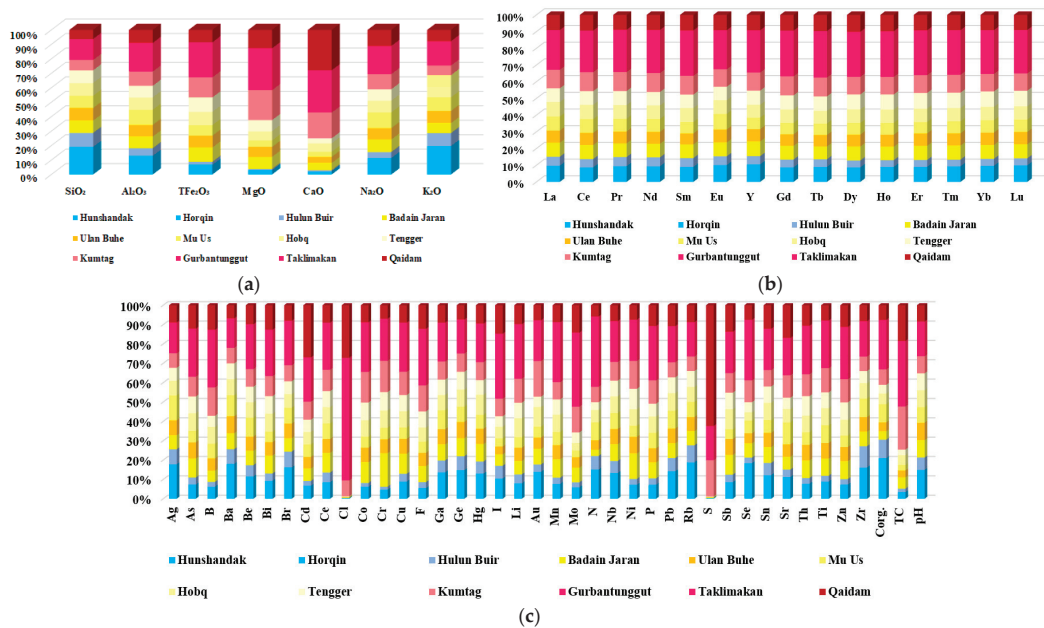 100%
90%
80%
70%
60%
50%
40%
30%
20%
10%
0%
SiO₂ Al₂O₃ TFe₂O₃ MgO CaO Na₂O K₂O
Hunshandak Horqin Hulun Buir Badain Jaran
Ulan Buhe Mu Us Hobq Tengger
Kumtag Gurbantunggut Taklimakan Qaidam
(a)
100%
90%
80%
70%
60%
50%
40%
30%
20%
10%
0%
La Ce Pr Nd Sm Eu Y Gd Tb Dy Ho Er Tm Yb Lu
Hunshandak Horqin Hulun Buir Badain Jaran
Ulan Buhe Mu Us Hobq Tengger
Kumtag Gurbantunggut Taklimakan Qaidam
(b)
100%
90%
80%
70%
60%
50%
40%
30%
20%
10%
0%
Ag As B Ba Be Bi Br Cd Ce Cl Co Cr Cu F Ga Ge Hg I Li Au Mn Mo N Nb Ni P Pb Rb S Sb Se Sn Sr Th Ti Zn Zr Corg. TC pH
Hunshandak Horqin Hulun Buir Badain Jaran Ulan Buhe Mu Us
Hobq Tengger Kumtag Gurbantunggut Taklimakan Qaidam
(c)